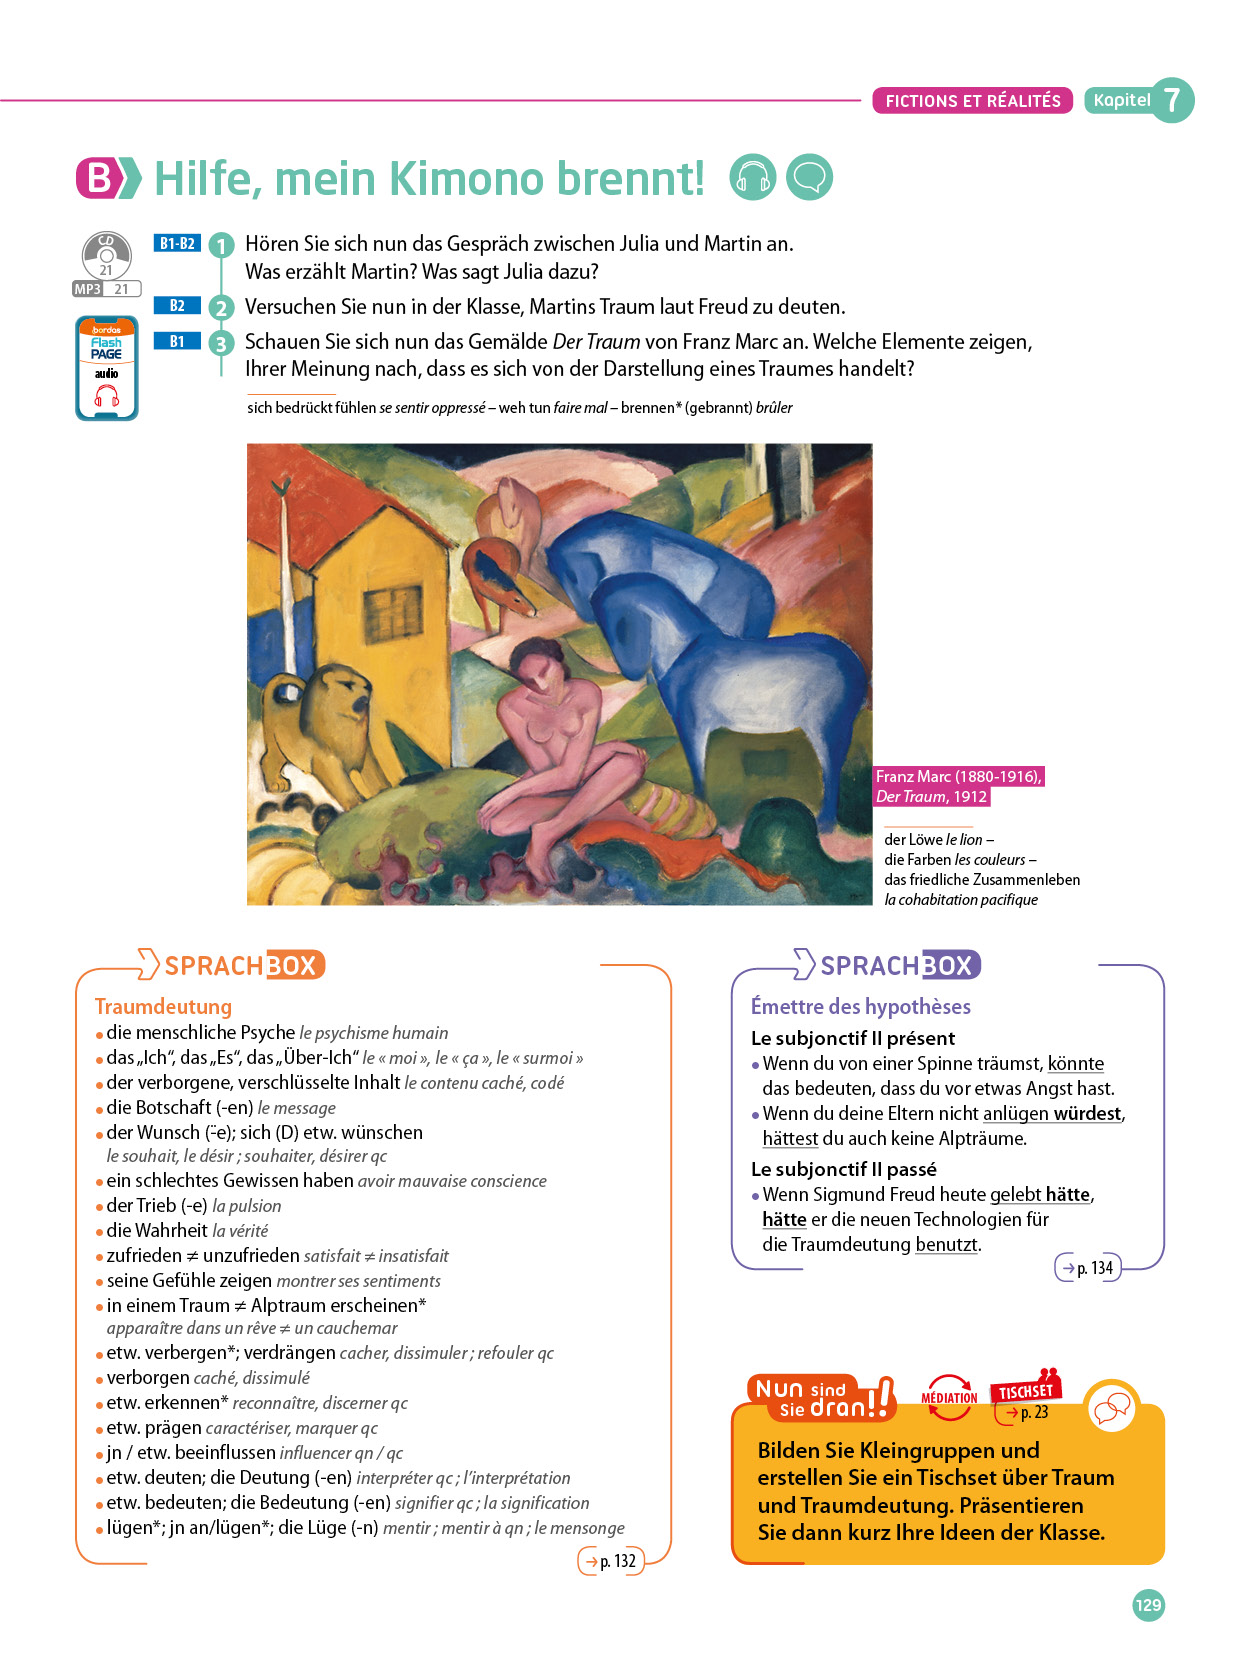 FICTIONS ET RÉALITÉS
Kapitel 7
B Hilfe, mein Kimono brennt!
CD
21
MP3 21
bordas
Flash
PAGE
audio
B1-B2 1 Hören Sie sich nun das Gespräch zwischen Julia und Martin an.
Was erzählt Martin? Was sagt Julia dazu?
B2 2 Versuchen Sie nun in der Klasse, Martins Traum laut Freud zu deuten.
B1 3 Schauen Sie sich nun das Gemälde Der Traum von Franz Marc an. Welche Elemente zeigen,
Ihrer Meinung nach, dass es sich von der Darstellung eines Traumes handelt?
sich bedrückt fühlen se sentir oppressé – weh tun faire mal – brennen* (gebrannt) brûler
Franz Marc (1880-1916),
Der Traum, 1912
der Löwe le lion –
die Farben les couleurs –
das friedliche Zusammenleben
la cohabitation pacifique
SPRACHBOX
Traumdeutung
• die menschliche Psyche le psychisme humain
• das „Ich“, das „Es“, das „Über-Ich“ le « moi », le « ça », le « surmoi »
• der verborgene, verschlüsselte Inhalt le contenu caché, codé
• die Botschaft (-en) le message
• der Wunsch (-̈e); sich (D) etw. wünschen
le souhait, le désir ; souhaiter, désirer qc
• ein schlechtes Gewissen haben avoir mauvaise conscience
• der Trieb (-e) la pulsion
• die Wahrheit la vérité
• zufrieden ≠ unzufrieden satisfait ≠ insatisfait
• seine Gefühle zeigen montrer ses sentiments
• in einem Traum ≠ Alptraum erscheinen*
apparaître dans un rêve ≠ un cauchemar
• etw. verbergen*; verdrängen cacher, dissimuler ; refouler qc
• verborgen caché, dissimulé
• etw. erkennen* reconnaître, discerner qc
• etw. prägen caractériser, marquer qc
• jn / etw. beeinflussen influencer qn / qc
• etw. deuten; die Deutung (-en) interpréter qc ; l’interprétation
• etw. bedeuten; die Bedeutung (-en) signifier qc ; la signification
• lügen*; jn an/lügen*; die Lüge (-n) mentir ; mentir à qn ; le mensonge
→ p. 132
SPRACHBOX
Émettre des hypothèses
Le subjonctif II présent
• Wenn du von einer Spinne träumst, könnte
das bedeuten, dass du vor etwas Angst hast.
• Wenn du deine Eltern nicht anlügen würdest,
hättest du auch keine Alpträume.
Le subjonctif II passé
• Wenn Sigmund Freud heute gelebt hätte,
hätte er die neuen Technologien für
die Traumdeutung benutzt.
→ p. 134
Nun sind
Sie dran!!
MÉDIATION
TISCHSET
→ p. 23
Bilden Sie Kleingruppen und
erstellen Sie ein Tischset über Traum
und Traumdeutung. Präsentieren
Sie dann kurz Ihre Ideen der Klasse.
129